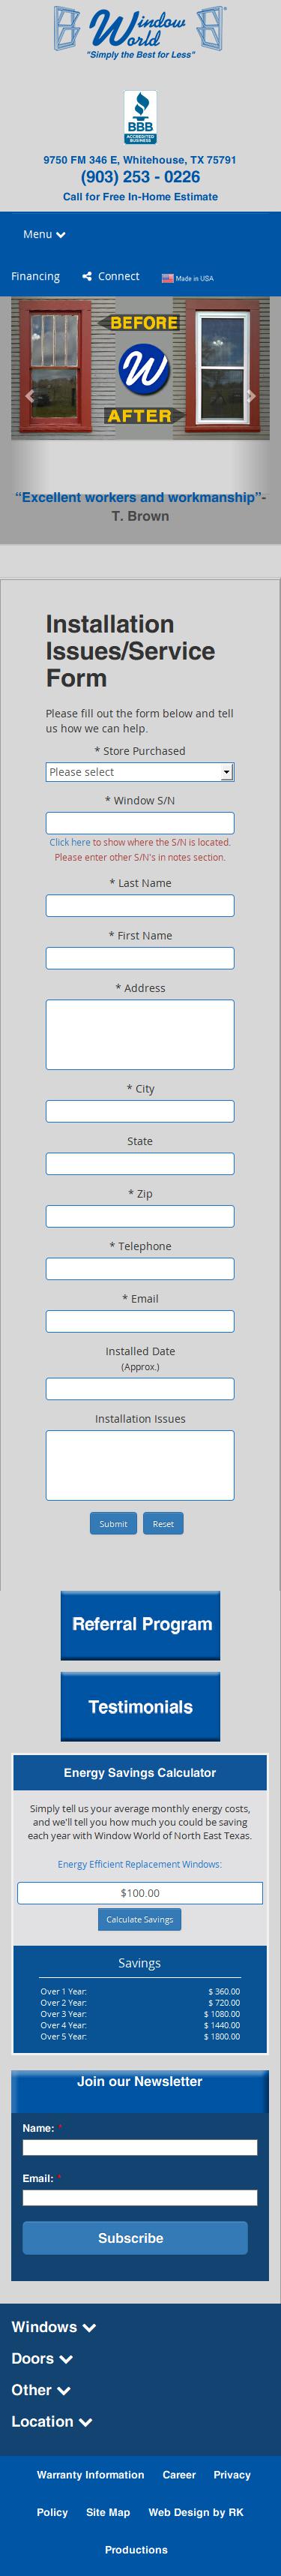 Window World
"Simply the Best for Less"
BBB
ACCREDITED BUSINESS
9750 FM 346 E, Whitehouse, TX 75791
(903) 253 - 0226
Call for Free In-Home Estimate
Menu
Financing Connect Made in USA
BEFORE
W
AFTER
“Excellent workers and workmanship”-
T. Brown
Installation
Issues/Service
Form
Please fill out the form below and tell
us how we can help.
* Store Purchased
Please select
* Window S/N
Click here to show where the S/N is located.
Please enter other S/N's in notes section.
* Last Name
* First Name
* Address
* City
State
* Zip
* Telephone
* Email
Installed Date
(Approx.)
Installation Issues
Submit Reset
Referral Program
Testimonials
Energy Savings Calculator
Simply tell us your average monthly energy costs,
and we'll tell you how much you could be saving
each year with Window World of North East Texas.
Energy Efficient Replacement Windows:
$100.00
Calculate Savings
Savings
Over 1 Year: $ 360.00
Over 2 Year: $ 720.00
Over 3 Year: $ 1080.00
Over 4 Year: $ 1440.00
Over 5 Year: $ 1800.00
Join our Newsletter
Name: *
Email: *
Subscribe
Windows
Doors
Other
Location
Warranty Information Career Privacy
Policy Site Map Web Design by RK
Productions